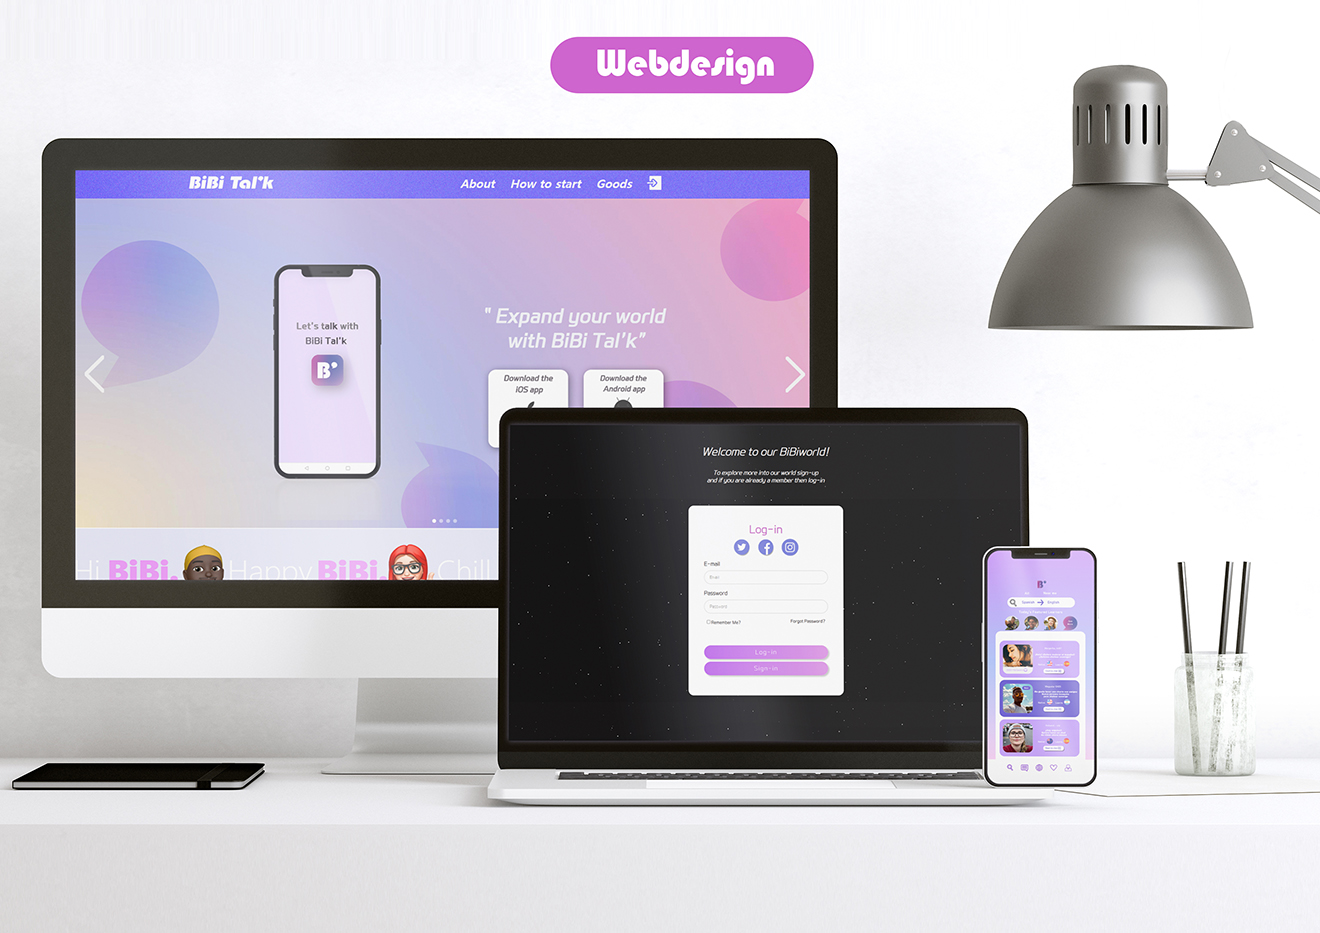 Webdesign
BiBi Tal'k
About How to start Goods
Let's talk with
BiBi Tal'k
B'
" Expand your world
with BiBi Tal'k"
Download the
iOS app
Download the
Android app
Hi BiBi. Happy BiBi. Chill
Welcome to our BiBiworld!
To explore more into our world sign-up
and if you are already a member then log-in
Log-in
E-mail
Password
Remember Me? Forgot Password?
Log-in
Sign-in
B'
Spanish English